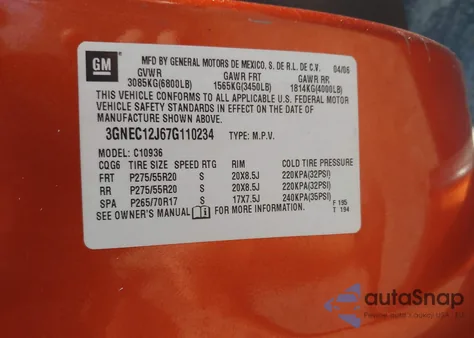 GM
MFD BY GENERAL MOTORS DE MEXICO, S. DE R.L. DE C.V. 04/06
GVWR GAWR FRT GAWR RR
3085KG(6800LB) 1565KG(3450LB) 1814KG(4000LB)
THIS VEHICLE CONFORMS TO ALL APPLICABLE U.S. FEDERAL MOTOR
VEHICLE SAFETY STANDARDS IN EFFECT ON THE DATE OF
MANUFACTURE SHOWN ABOVE.
3GNEC12J67G110234 TYPE: M.P.V.
MODEL: C10936
CQG6 TIRE SIZE SPEED RTG RIM COLD TIRE PRESSURE
FRT P275/55R20 S 20X8.5J 220KPA(32PSI)
RR P275/55R20 S 20X8.5J 220KPA(32PSI)
SPA P265/70R17 S 17X7.5J 240KPA(35PSI)
SEE OWNER'S MANUAL FOR MORE INFORMATION.
F 195
T 194
autoSnap